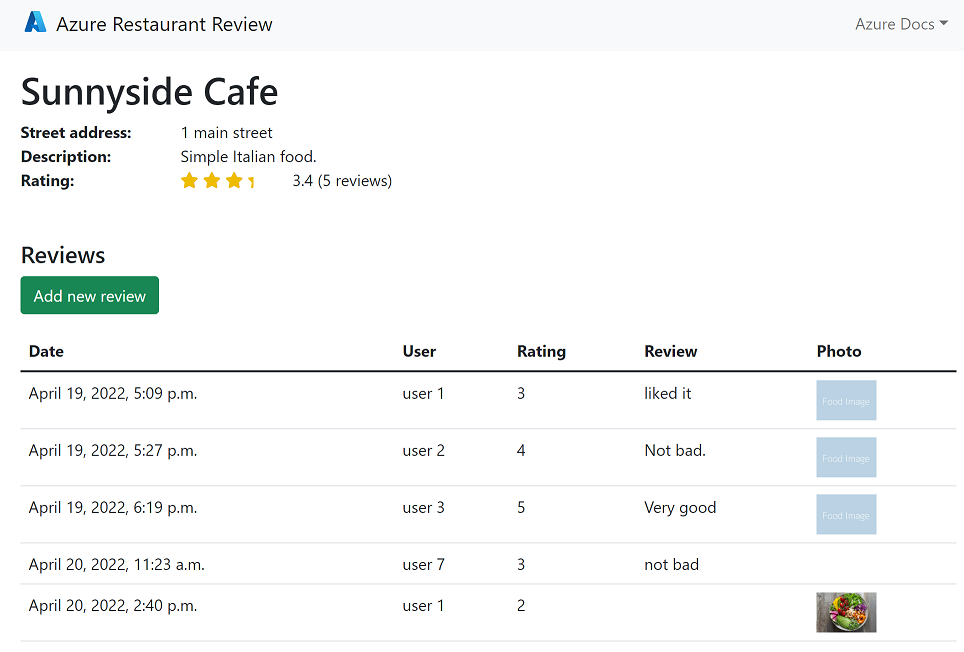 Azure Restaurant Review
Azure Docs
Sunnyside Cafe
Street address: 1 main street
Description: Simple Italian food.
Rating: 3.4 (5 reviews)
Reviews
Add new review
Date User Rating Review Photo
April 19, 2022, 5:09 p.m. user 1 3 liked it Food Image
April 19, 2022, 5:27 p.m. user 2 4 Not bad. Food Image
April 19, 2022, 6:19 p.m. user 3 5 Very good Food Image
April 20, 2022, 11:23 a.m. user 7 3 not bad
April 20, 2022, 2:40 p.m. user 1 2